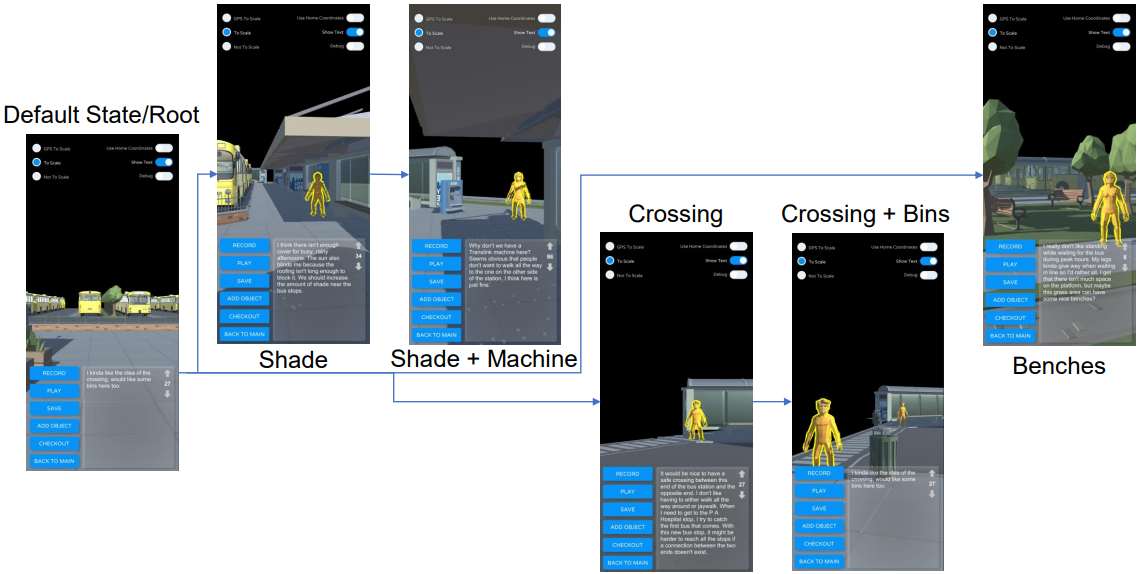 Default State/Root
GPS To Scale
Use Home Coordinates
To Scale
Show Text
Not To Scale
Debug
RECORD
PLAY
SAVE
ADD OBJECT
CHECKOUT
BACK TO MAIN
I kinda like the idea of the
crossing, would like some
bins here too.
27
GPS To Scale
Use Home Coordinates
To Scale
Show Text
Not To Scale
Debug
RECORD
PLAY
SAVE
ADD OBJECT
CHECKOUT
BACK TO MAIN
I think there isn't enough
cover for busy, rainy
afternoons. The sun also
blinds me because the
roofing isn't long enough to
block it. We should increase
the amount of shade near the
bus stops.
34
Shade
GPS To Scale
Use Home Coordinates
To Scale
Show Text
Not To Scale
Debug
RECORD
PLAY
SAVE
ADD OBJECT
CHECKOUT
BACK TO MAIN
Why don't we have a
Translink machine here?
Seems obvious that people
don't want to walk all the way
to the one on the other side
of the station, I think here is
just fine.
86
Shade + Machine
Crossing
GPS To Scale
Use Home Coordinates
To Scale
Show Text
Not To Scale
Debug
RECORD
PLAY
SAVE
ADD OBJECT
CHECKOUT
BACK TO MAIN
It would be nice to have a
safe crossing between this
end of the bus station and the
opposite end. I don't like
having to either walk all the
way around or jaywalk. When
I need to get to the P A
Hospital stop, I try to catch
the first bus that comes. With
this new bus stop, it might be
harder to reach all the stops if
a connection between the two
ends doesn't exist.
27
Crossing + Bins
GPS To Scale
Use Home Coordinates
To Scale
Show Text
Not To Scale
Debug
RECORD
PLAY
SAVE
ADD OBJECT
CHECKOUT
BACK TO MAIN
I kinda like the idea of the
crossing, would like some
bins here too.
27
GPS To Scale
Use Home Coordinates
To Scale
Show Text
Not To Scale
Debug
RECORD
PLAY
SAVE
ADD OBJECT
CHECKOUT
BACK TO MAIN
I really don't like standing
while waiting for the bus
during peak hours. My legs
kinda give way when waiting
in line so I'd rather sit. I get
that there isn't much space
on the platform, but maybe
this grass area can have
some nice benches?
8
Benches